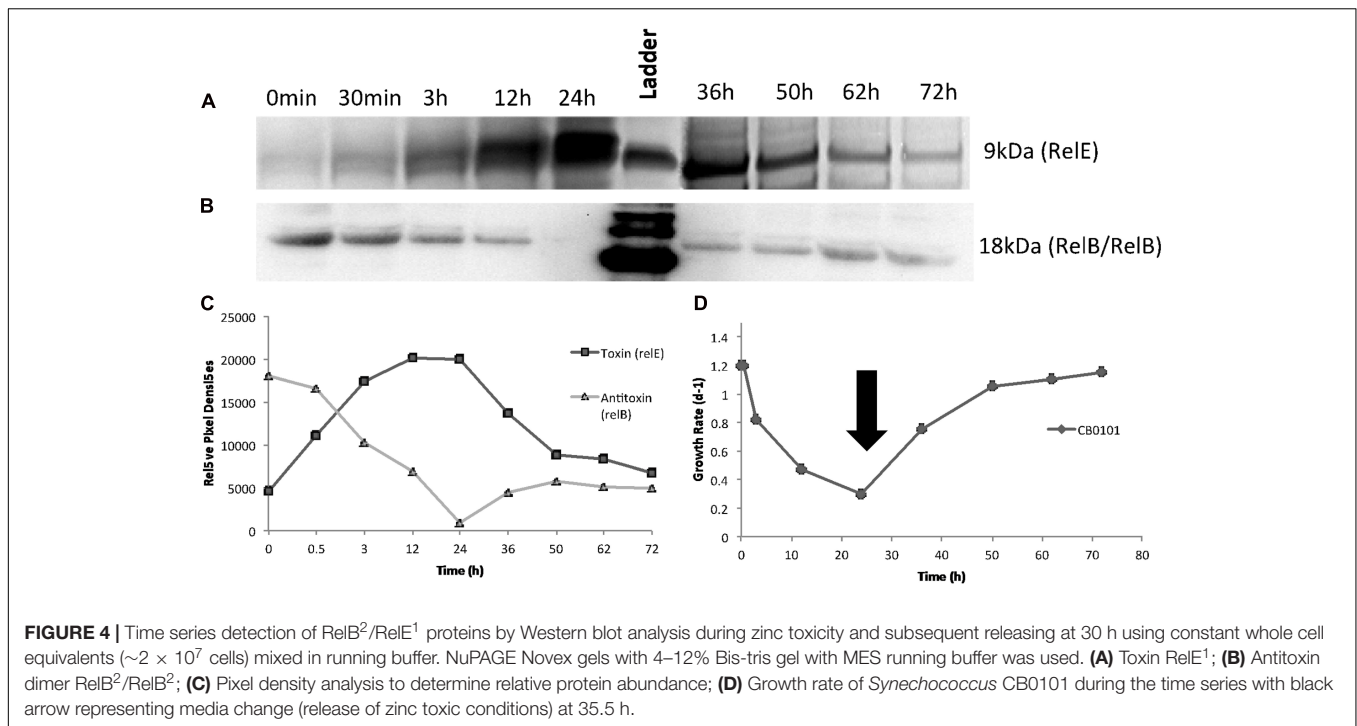 Ladder
A
0min 30min 3h 12h 24h 36h 50h 62h 72h
9kDa (RelE)
B
18kDa (RelB/RelB)
C
25000
20000
15000
10000
5000
0
Rel5ve Pixel Densi5es
0 0.5 3 12 24 36 50 62 72
Time (h)
Toxin (relE)
Antitoxin
(relB)
D
1.4
1.2
1
0.8
0.6
0.4
0.2
0
Growth Rate (d-1)
0 10 20 30 40 50 60 70 80
Time (h)
CB0101
FIGURE 4 | Time series detection of RelB²/RelE¹ proteins by Western blot analysis during zinc toxicity and subsequent releasing at 30 h using constant whole cell
equivalents (∼2 × 10⁷ cells) mixed in running buffer. NuPAGE Novex gels with 4–12% Bis-tris gel with MES running buffer was used. (A) Toxin RelE¹; (B) Antitoxin
dimer RelB²/RelB²; (C) Pixel density analysis to determine relative protein abundance; (D) Growth rate of Synechococcus CB0101 during the time series with black
arrow representing media change (release of zinc toxic conditions) at 35.5 h.